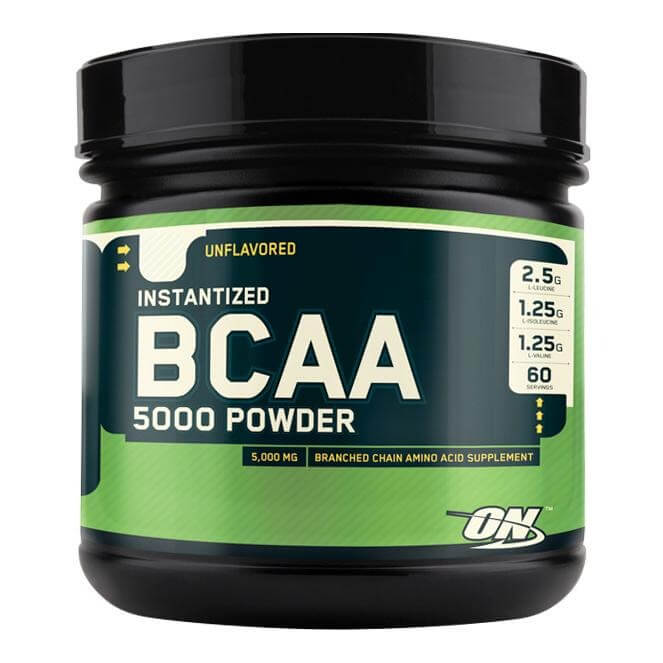 UNFLAVORED
INSTANTIZED
BCAA
5000 POWDER
5,000 MG BRANCHED CHAIN AMINO ACID SUPPLEMENT
2.5G
L-LEUCINE
1.25G
L-ISOLEUCINE
1.25G
L-VALINE
60
SERVINGS
ON™